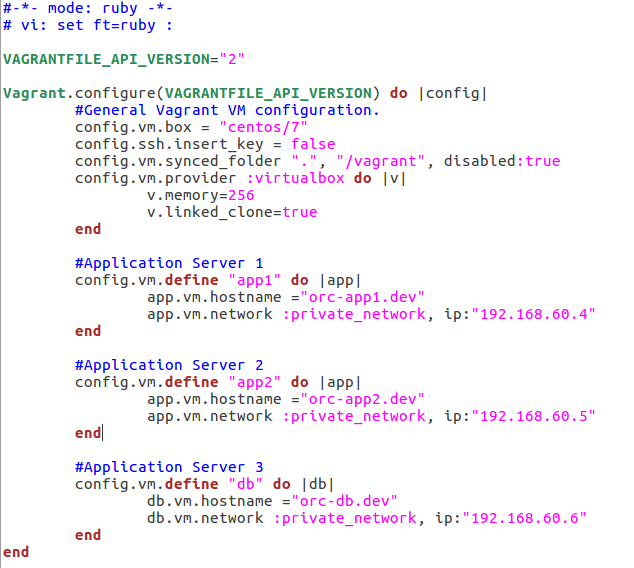 #-*- mode: ruby -*-
# vi: set ft=ruby :
VAGRANTFILE_API_VERSION="2"
Vagrant.configure(VAGRANTFILE_API_VERSION) do |config|
#General Vagrant VM configuration.
config.vm.box = "centos/7"
config.ssh.insert_key = false
config.vm.synced_folder ".", "/vagrant", disabled:true
config.vm.provider :virtualbox do |v|
v.memory=256
v.linked_clone=true
end
#Application Server 1
config.vm.define "app1" do |app|
app.vm.hostname ="orc-app1.dev"
app.vm.network :private_network, ip:"192.168.60.4"
end
#Application Server 2
config.vm.define "app2" do |app|
app.vm.hostname ="orc-app2.dev"
app.vm.network :private_network, ip:"192.168.60.5"
end
#Application Server 3
config.vm.define "db" do |db|
db.vm.hostname ="orc-db.dev"
db.vm.network :private_network, ip:"192.168.60.6"
end
end